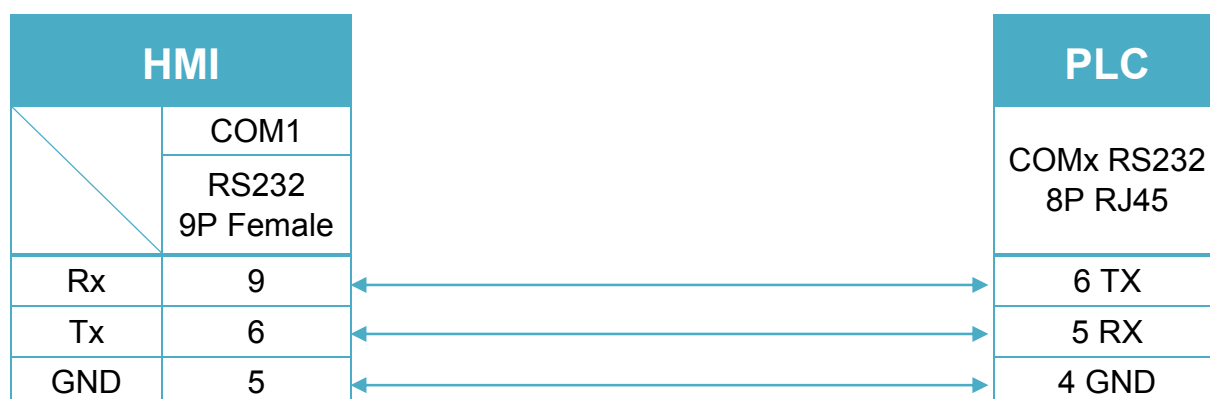 HMI PLC
COM1
RS232
9P Female
COMx RS232
8P RJ45
Rx 9 6 TX
Tx 6 5 RX
GND 5 4 GND